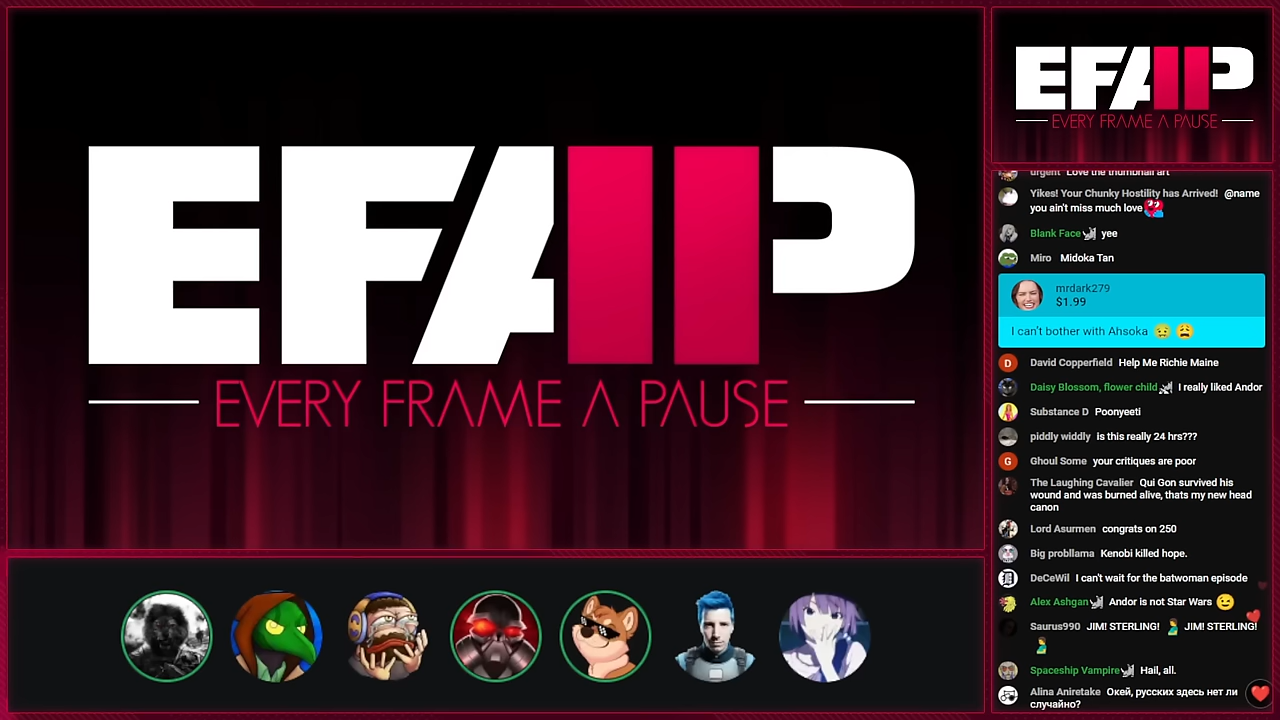 EFAP
EVERY FRAME A PAUSE
EFAP
EVERY FRAME A PAUSE
urgent Love the thumbnail art
Yikes! Your Chunky Hostility has Arrived! @name
you ain't miss much love
Blank Face yee
Miro Midoka Tan
mrdark279
$1.99
I can't bother with Ahsoka
D David Copperfield Help Me Richie Maine
Daisy Blossom, flower child I really liked Andor
Substance D Poonyeeti
piddly widdly is this really 24 hrs???
G Ghoul Some your critiques are poor
The Laughing Cavalier Qui Gon survived his
wound and was burned alive, thats my new head
canon
Lord Asurmen congrats on 250
Big probllama Kenobi killed hope.
DeCeWil I can't wait for the batwoman episode
Alex Ashgan Andor is not Star Wars
Saurus990 JIM! STERLING! JIM! STERLING!
Spaceship Vampire Hail, all.
Alina Aniretake Окей, русских здесь нет ли
случайно?